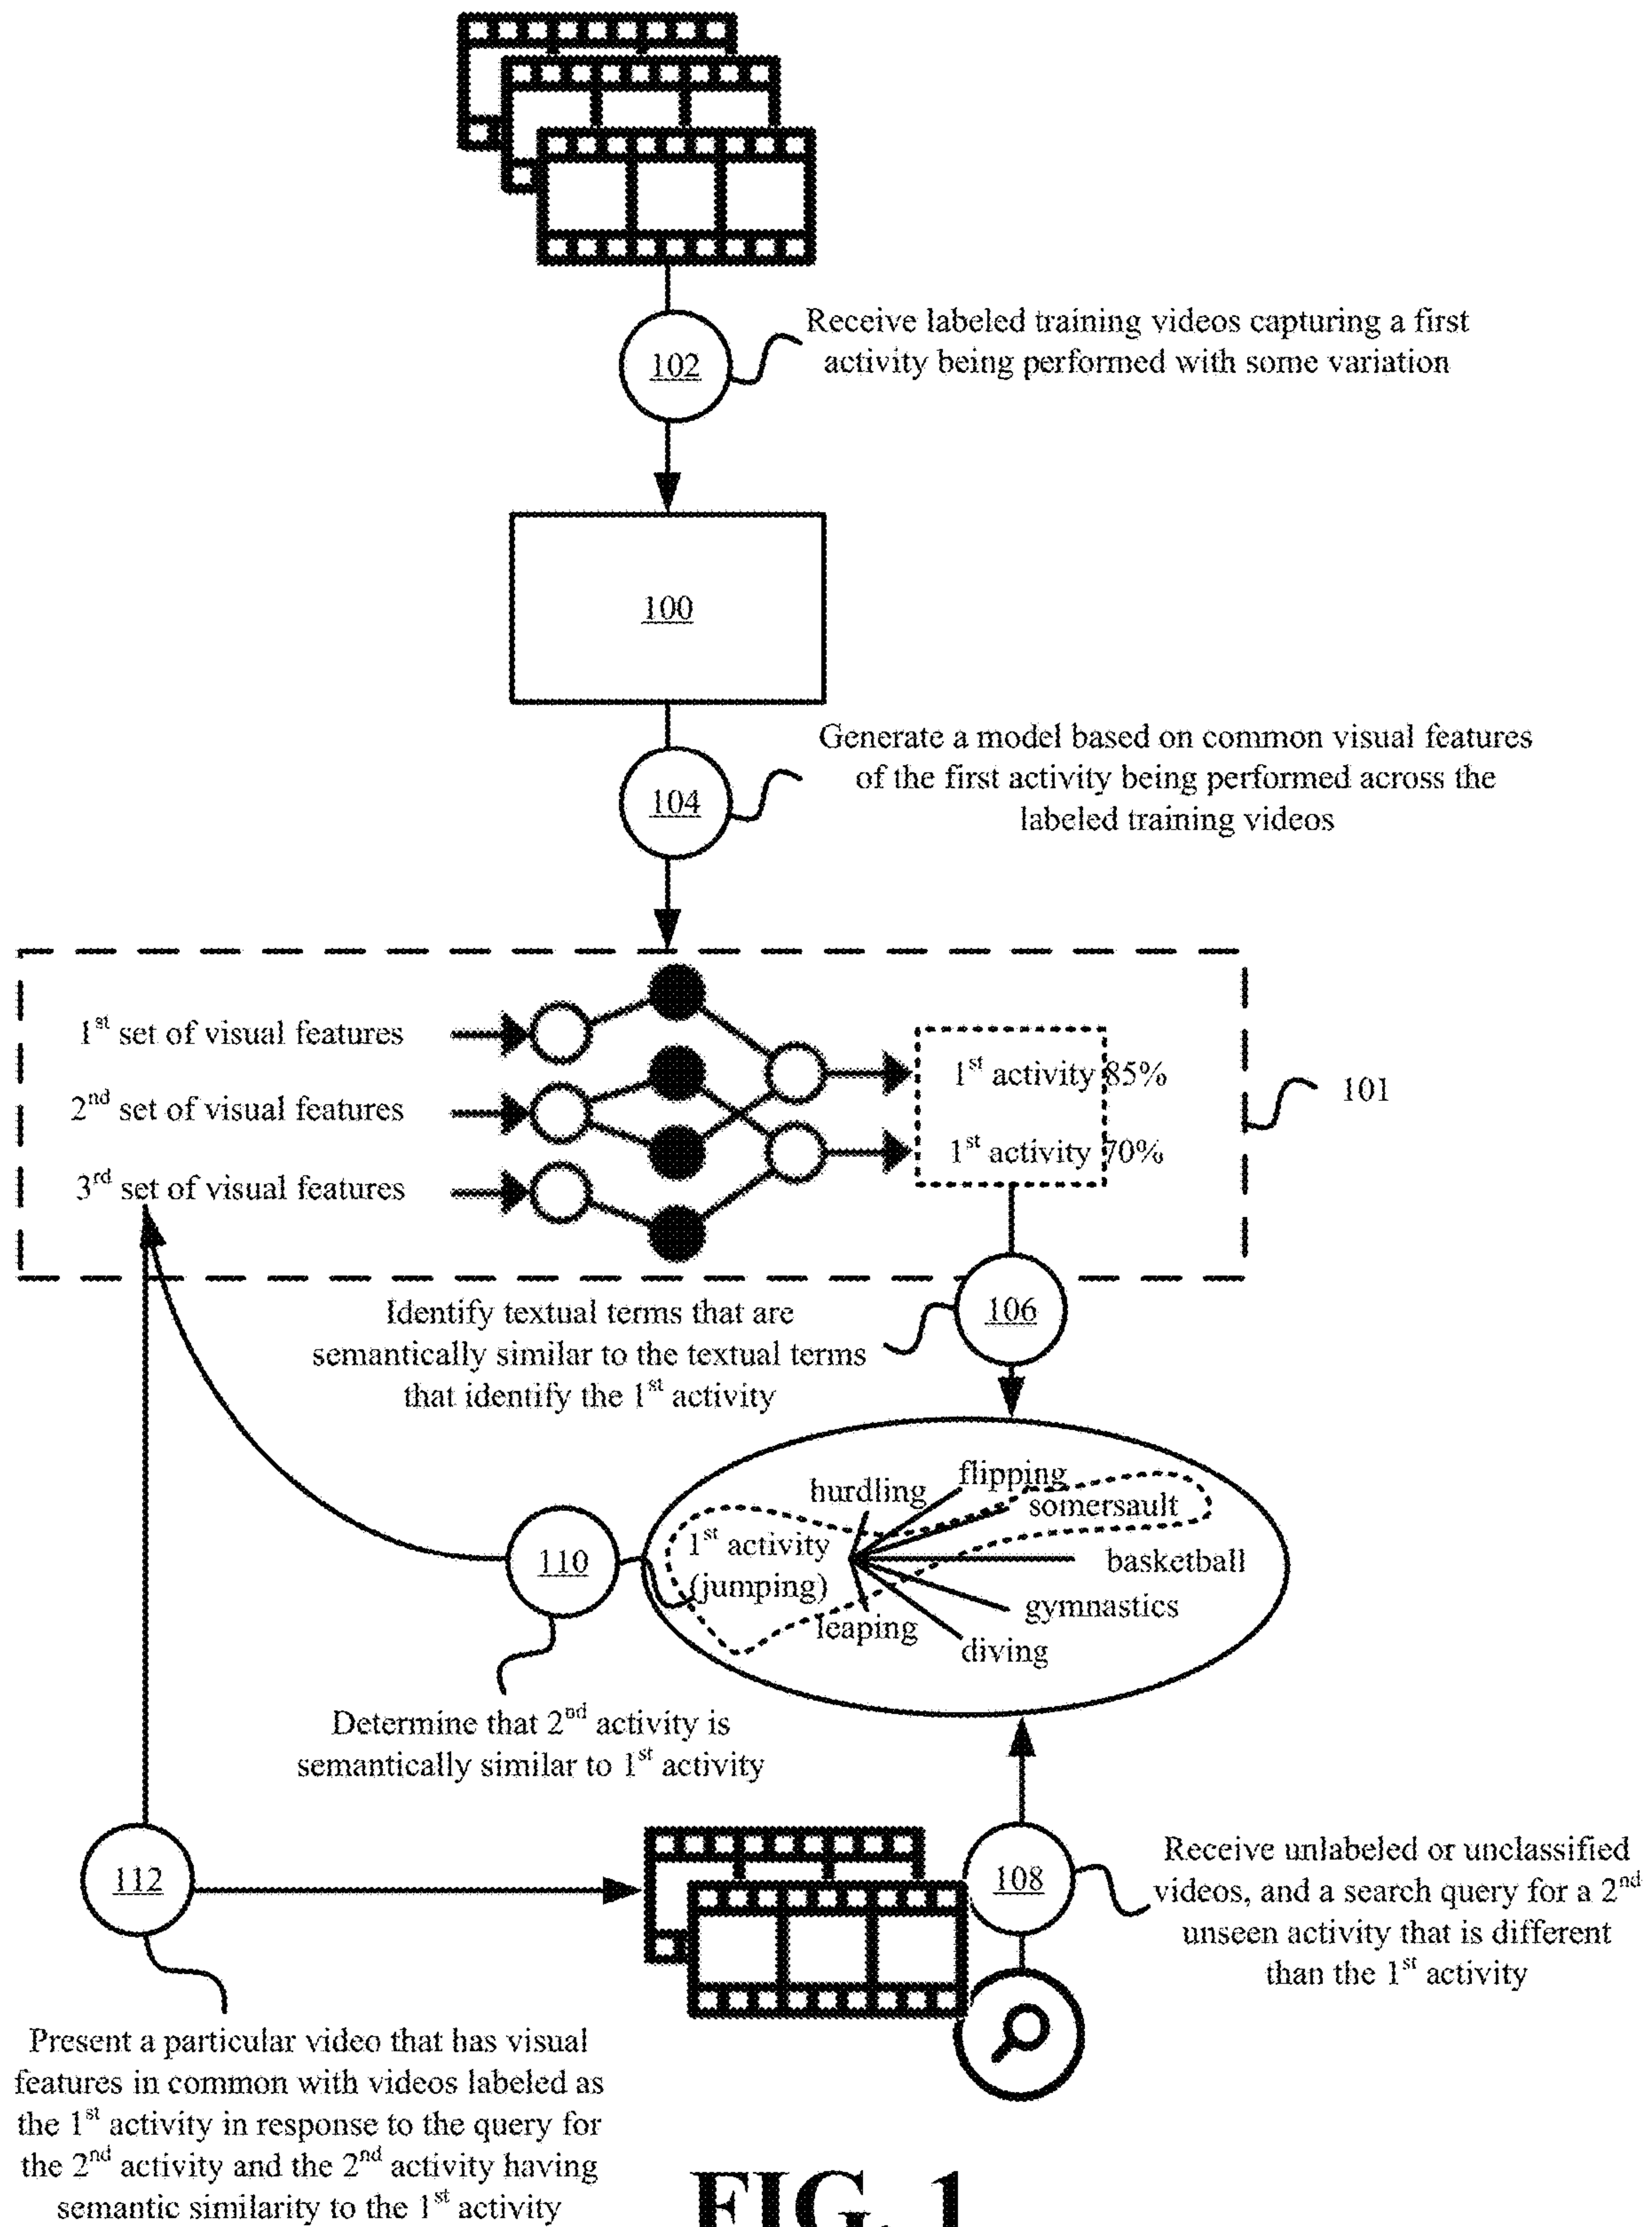 Receive labeled training videos capturing a first
activity being performed with some variation
102
100
Generate a model based on common visual features
of the first activity being performed across the
labeled training videos
104
1st set of visual features
2nd set of visual features
3rd set of visual features
1st activity 85%
1st activity 70%
101
106
Identify textual terms that are
semantically similar to the textual terms
that identify the 1st activity
hurdling
flipping
somersault
1st activity
(jumping)
basketball
gymnastics
leaping
diving
110
Determine that 2nd activity is
semantically similar to 1st activity
112
108
Receive unlabeled or unclassified
videos, and a search query for a 2nd
unseen activity that is different
than the 1st activity
Present a particular video that has visual
features in common with videos labeled as
the 1st activity in response to the query for
the 2nd activity and the 2nd activity having
semantic similarity to the 1st activity
FIG. 1